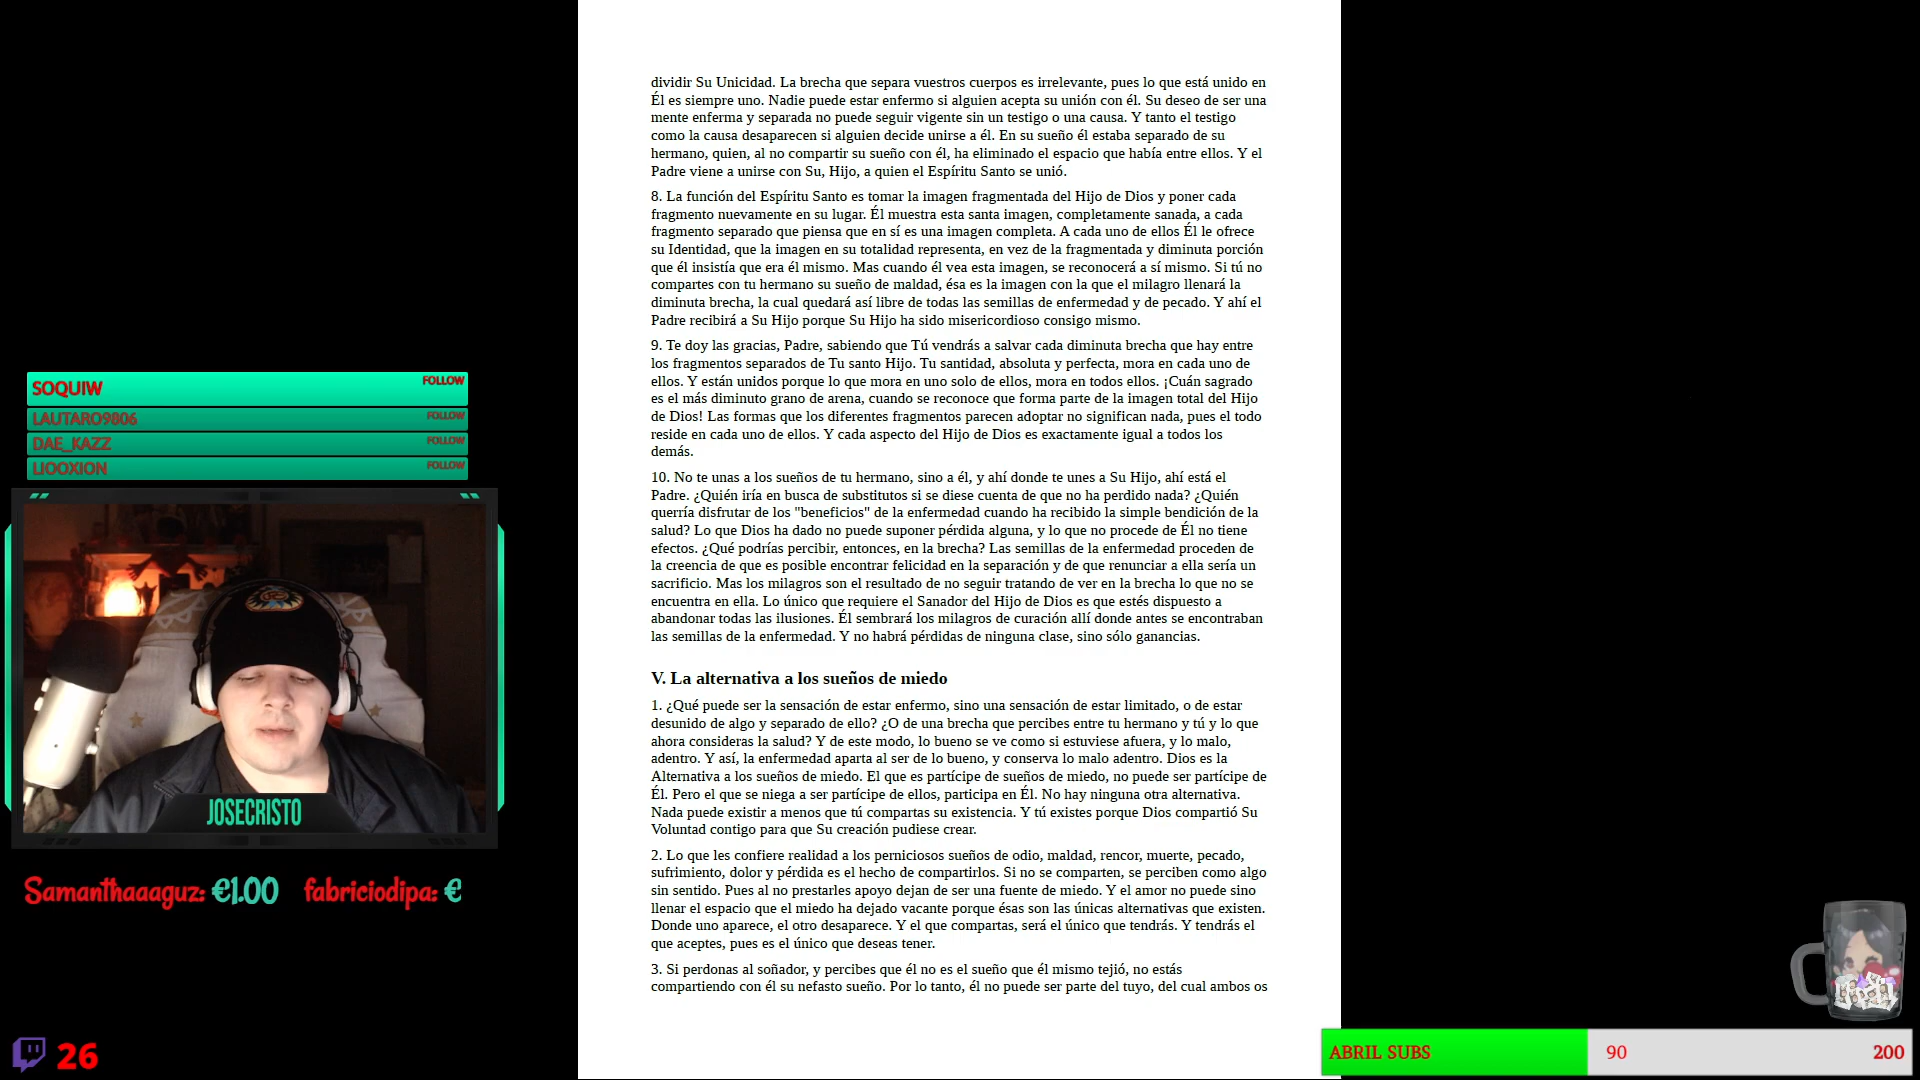 dividir Su Unicidad. La brecha que separa vuestros cuerpos es irrelevante, pues lo que está unido en
Él es siempre uno. Nadie puede estar enfermo si alguien acepta su unión con él. Su deseo de ser una
mente enferma y separada no puede seguir vigente sin un testigo o una causa. Y tanto el testigo
como la causa desaparecen si alguien decide unirse a él. En su sueño él estaba separado de su
hermano, quien, al no compartir su sueño con él, ha eliminado el espacio que había entre ellos. Y el
Padre viene a unirse con Su, Hijo, a quien el Espíritu Santo se unió.
8. La función del Espíritu Santo es tomar la imagen fragmentada del Hijo de Dios y poner cada
fragmento nuevamente en su lugar. Él muestra esta santa imagen, completamente sanada, a cada
fragmento separado que piensa que en sí es una imagen completa. A cada uno de ellos Él le ofrece
su Identidad, que la imagen en su totalidad representa, en vez de la fragmentada y diminuta porción
que él insistía que era él mismo. Mas cuando él vea esta imagen, se reconocerá a sí mismo. Si tú no
compartes con tu hermano su sueño de maldad, ésa es la imagen con la que el milagro llenará la
diminuta brecha, la cual quedará así libre de todas las semillas de enfermedad y de pecado. Y ahí el
Padre recibirá a Su Hijo porque Su Hijo ha sido misericordioso consigo mismo.
9. Te doy las gracias, Padre, sabiendo que Tú vendrás a salvar cada diminuta brecha que hay entre
los fragmentos separados de Tu santo Hijo. Tu santidad, absoluta y perfecta, mora en cada uno de
ellos. Y están unidos porque lo que mora en uno solo de ellos, mora en todos ellos. ¡Cuán sagrado
es el más diminuto grano de arena, cuando se reconoce que forma parte de la imagen total del Hijo
de Dios! Las formas que los diferentes fragmentos parecen adoptar no significan nada, pues el todo
reside en cada uno de ellos. Y cada aspecto del Hijo de Dios es exactamente igual a todos los
demás.
10. No te unas a los sueños de tu hermano, sino a él, y ahí donde te unes a Su Hijo, ahí está el
Padre. ¿Quién iría en busca de substitutos si se diese cuenta de que no ha perdido nada? ¿Quién
querría disfrutar de los "beneficios" de la enfermedad cuando ha recibido la simple bendición de la
salud? Lo que Dios ha dado no puede suponer pérdida alguna, y lo que no procede de Él no tiene
efectos. ¿Qué podrías percibir, entonces, en la brecha? Las semillas de la enfermedad proceden de
la creencia de que es posible encontrar felicidad en la separación y de que renunciar a ella sería un
sacrificio. Mas los milagros son el resultado de no seguir tratando de ver en la brecha lo que no se
encuentra en ella. Lo único que requiere el Sanador del Hijo de Dios es que estés dispuesto a
abandonar todas las ilusiones. Él sembrará los milagros de curación allí donde antes se encontraban
las semillas de la enfermedad. Y no habrá pérdidas de ninguna clase, sino sólo ganancias.
V. La alternativa a los sueños de miedo
1. ¿Qué puede ser la sensación de estar enfermo, sino una sensación de estar limitado, o de estar
desunido de algo y separado de ello? ¿O de una brecha que percibes entre tu hermano y tú y lo que
ahora consideras la salud? Y de este modo, lo bueno se ve como si estuviese afuera, y lo malo,
adentro. Y así, la enfermedad aparta al ser de lo bueno, y conserva lo malo adentro. Dios es la
Alternativa a los sueños de miedo. El que es partícipe de sueños de miedo, no puede ser partícipe de
Él. Pero el que se niega a ser partícipe de ellos, participa en Él. No hay ninguna otra alternativa.
Nada puede existir a menos que tú compartas su existencia. Y tú existes porque Dios compartió Su
Voluntad contigo para que Su creación pudiese crear.
2. Lo que les confiere realidad a los perniciosos sueños de odio, maldad, rencor, muerte, pecado,
sufrimiento, dolor y pérdida es el hecho de compartirlos. Si no se comparten, se perciben como algo
sin sentido. Pues al no prestarles apoyo dejan de ser una fuente de miedo. Y el amor no puede sino
llenar el espacio que el miedo ha dejado vacante porque ésas son las únicas alternativas que existen.
Donde uno aparece, el otro desaparece. Y el que compartas, será el único que tendrás. Y tendrás el
que aceptes, pues es el único que deseas tener.
3. Si perdonas al soñador, y percibes que él no es el sueño que él mismo tejió, no estás
compartiendo con él su nefasto sueño. Por lo tanto, él no puede ser parte del tuyo, del cual ambos os
SOQUIW FOLLOW
LAUTARO9806 FOLLOW
DAE_KAZZ FOLLOW
LIOOXION FOLLOW
JOSECRISTO
Samanthaaaguz: €1.00 fabriciodipa: €
26
ABRIL SUBS 90 200